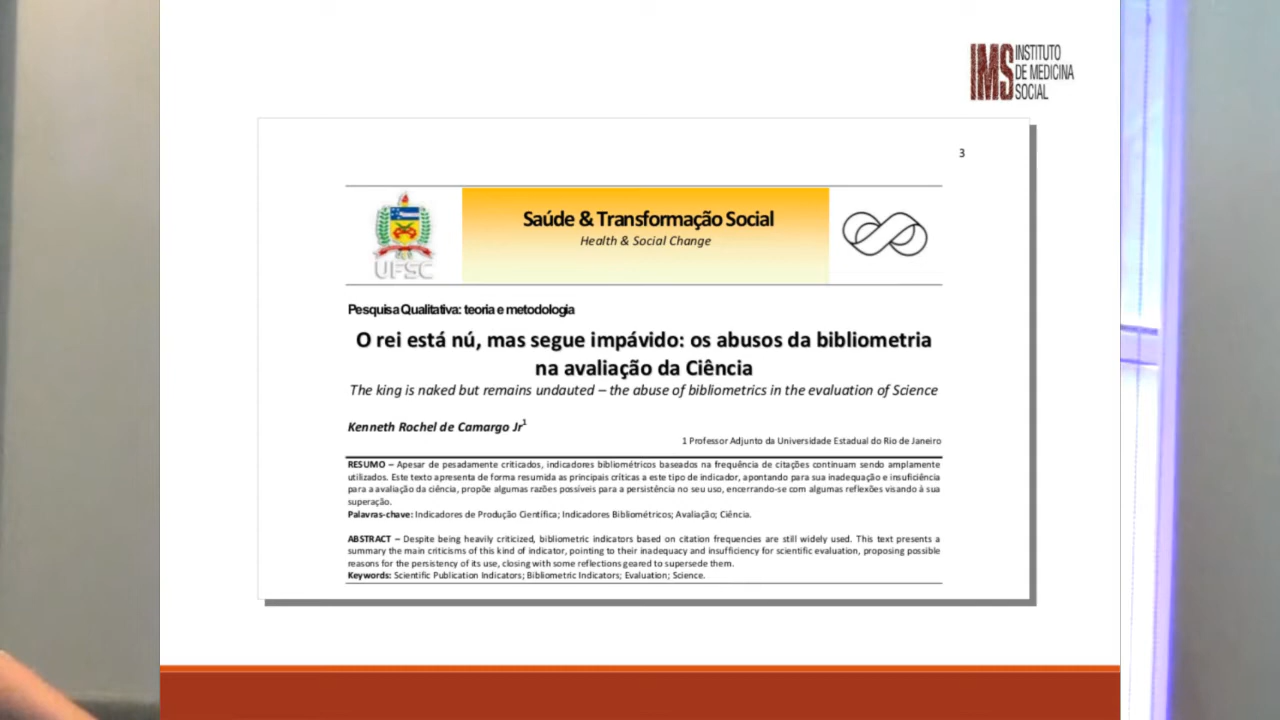 IMS INSTITUTO
DE MEDICINA
SOCIAL
3
UFSC
Saúde & Transformação Social
Health & Social Change
Pesquisa Qualitativa: teoria e metodologia
O rei está nú, mas segue impávido: os abusos da bibliometria
na avaliação da Ciência
The king is naked but remains undauted – the abuse of bibliometrics in the evaluation of Science
Kenneth Rochel de Camargo Jr1
1 Professor Adjunto da Universidade Estadual do Rio de Janeiro
RESUMO – Apesar de pesadamente criticados, indicadores bibliométricos baseados na frequência de citações continuam sendo amplamente
utilizados. Este texto apresenta de forma resumida as principais críticas a este tipo de indicador, apontando para sua inadequação e insuficiência
para a avaliação da ciência, propõe algumas razões possíveis para a persistência no seu uso, encerrando-se com algumas reflexões visando à sua
superação.
Palavras-chave: Indicadores de Produção Científica; Indicadores Bibliométricos; Avaliação; Ciência.
ABSTRACT – Despite being heavily criticized, bibliometric indicators based on citation frequencies are still widely used. This text presents a
summary the main criticisms of this kind of indicator, pointing to their inadequacy and insufficiency for scientific evaluation, proposing possible
reasons for the persistency of its use, closing with some reflections geared to supersede them.
Keywords: Scientific Publication Indicators; Bibliometric Indicators; Evaluation; Science.